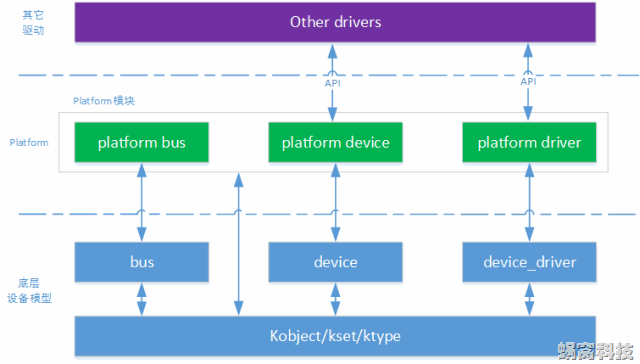 其它
驱动
Other drivers
API
API
Platform模块
Platform
platform bus
platform device
platform driver
底层
设备模型
bus
device
device_driver
Kobject/kset/ktype
蜗窝科技